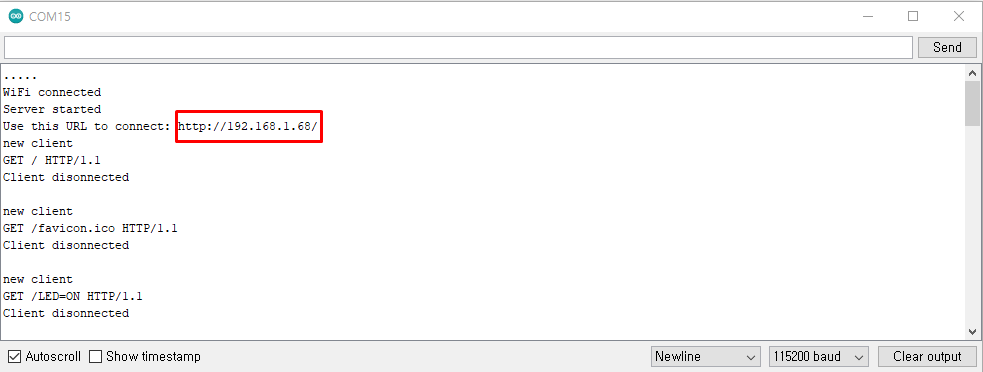 COM15
Send
.....
WiFi connected
Server started
Use this URL to connect: http://192.168.1.68/
new client
GET / HTTP/1.1
Client disonnected
new client
GET /favicon.ico HTTP/1.1
Client disonnected
new client
GET /LED=ON HTTP/1.1
Client disonnected
Autoscroll Show timestamp Newline 115200 baud Clear output